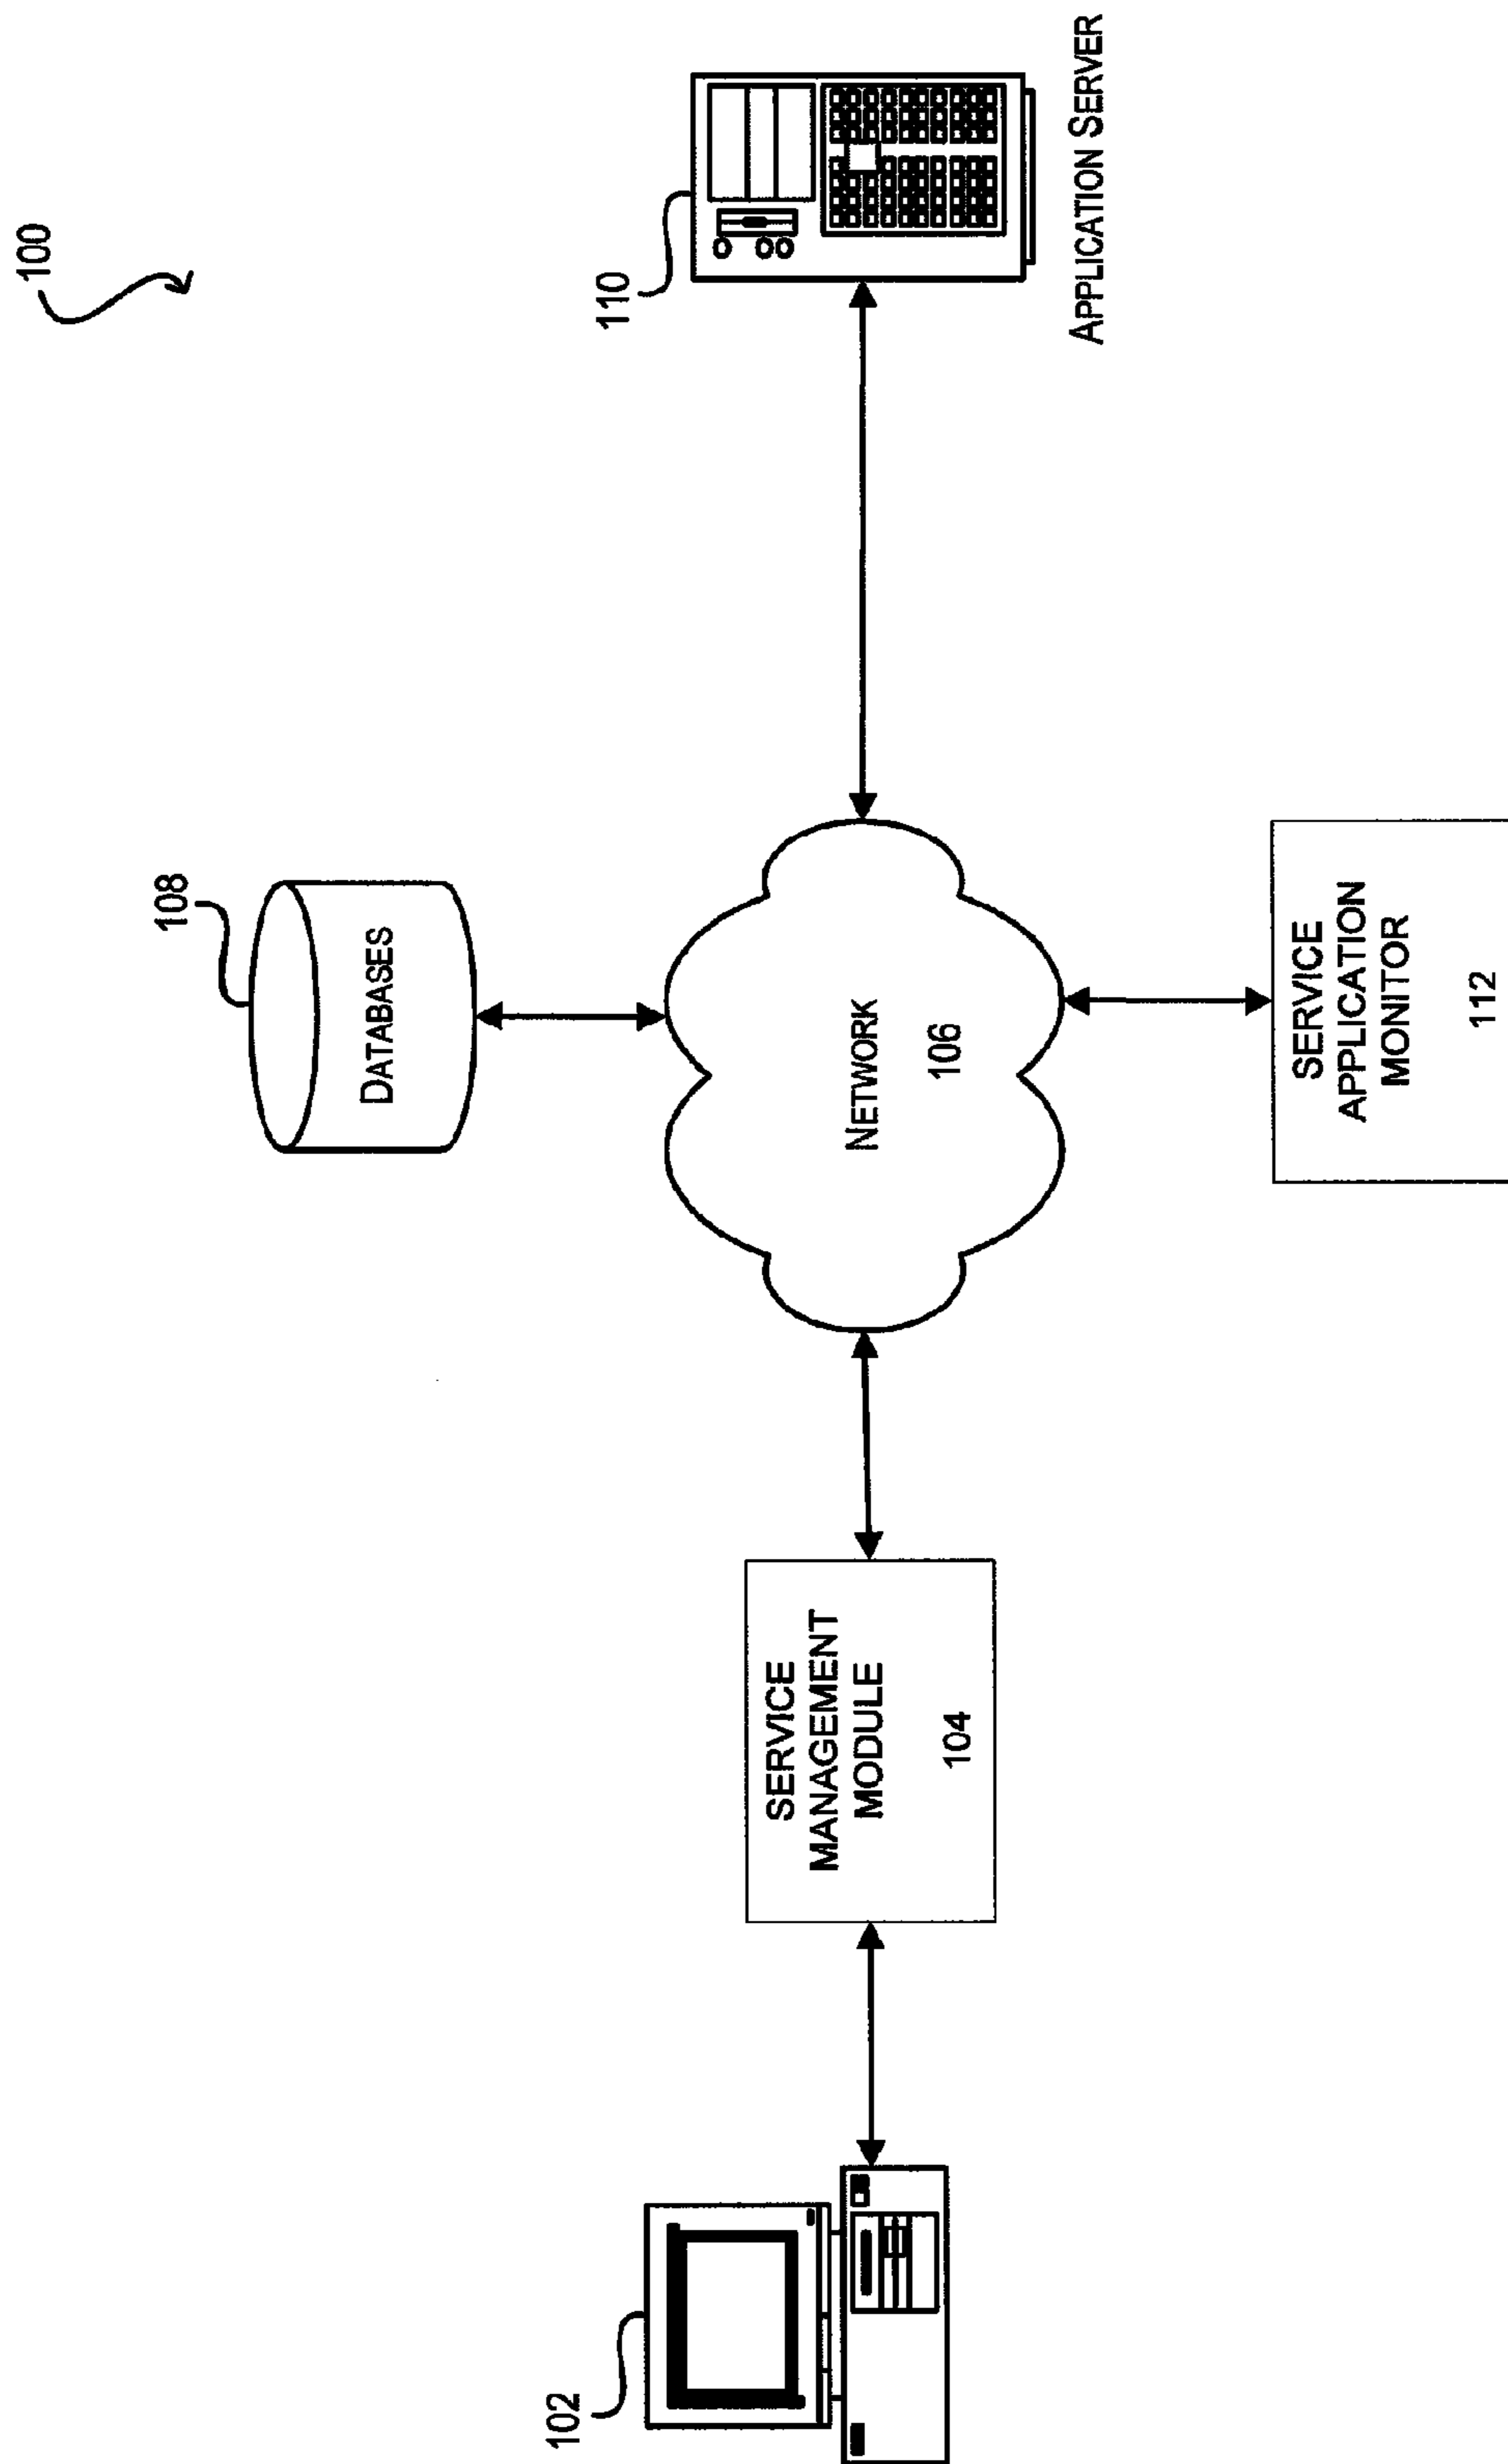 100
108
DATABASES
110
APPLICATION SERVER
NETWORK
106
102
SERVICE
MANAGEMENT
MODULE
104
SERVICE
APPLICATION
MONITOR
112